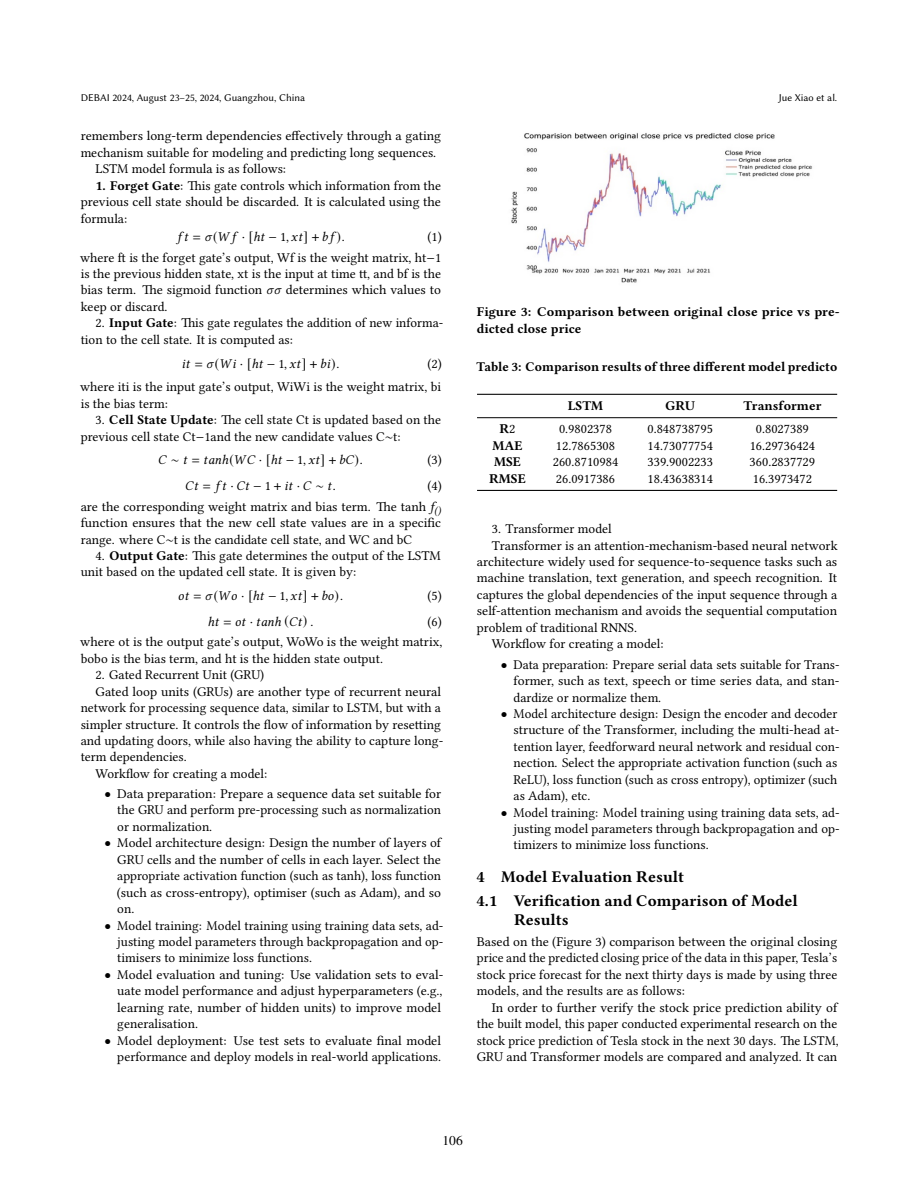 DEBAI 2024, August 23–25, 2024, Guangzhou, China
Jue Xiao et al.
remembers long-term dependencies effectively through a gating
mechanism suitable for modeling and predicting long sequences.
LSTM model formula is as follows:
1. Forget Gate: This gate controls which information from the
previous cell state should be discarded. It is calculated using the
formula:
ft = σ(Wf · [ht − 1, xt] + bf). (1)
where ft is the forget gate's output, Wf is the weight matrix, ht−1
is the previous hidden state, xt is the input at time tt, and bf is the
bias term. The sigmoid function σσ determines which values to
keep or discard.
2. Input Gate: This gate regulates the addition of new informa-
tion to the cell state. It is computed as:
it = σ(Wi · [ht − 1, xt] + bi). (2)
where iti is the input gate's output, WiWi is the weight matrix, bi
is the bias term:
3. Cell State Update: The cell state Ct is updated based on the
previous cell state Ct−1and the new candidate values C~t:
C ∼ t = tanh(WC · [ht − 1, xt] + bC). (3)
Ct = ft · Ct − 1 + it · C ∼ t. (4)
are the corresponding weight matrix and bias term. The tanh f()
function ensures that the new cell state values are in a specific
range. where C~t is the candidate cell state, and WC and bC
4. Output Gate: This gate determines the output of the LSTM
unit based on the updated cell state. It is given by:
ot = σ(Wo · [ht − 1, xt] + bo). (5)
ht = ot · tanh (Ct) . (6)
where ot is the output gate's output, WoWo is the weight matrix,
bobo is the bias term, and ht is the hidden state output.
2. Gated Recurrent Unit (GRU)
Gated loop units (GRUs) are another type of recurrent neural
network for processing sequence data, similar to LSTM, but with a
simpler structure. It controls the flow of information by resetting
and updating doors, while also having the ability to capture long-
term dependencies.
Workflow for creating a model:
• Data preparation: Prepare a sequence data set suitable for
the GRU and perform pre-processing such as normalization
or normalization.
• Model architecture design: Design the number of layers of
GRU cells and the number of cells in each layer. Select the
appropriate activation function (such as tanh), loss function
(such as cross-entropy), optimiser (such as Adam), and so
on.
• Model training: Model training using training data sets, ad-
justing model parameters through backpropagation and op-
timisers to minimize loss functions.
• Model evaluation and tuning: Use validation sets to eval-
uate model performance and adjust hyperparameters (e.g.,
learning rate, number of hidden units) to improve model
generalisation.
• Model deployment: Use test sets to evaluate final model
performance and deploy models in real-world applications.
Comparision between original close price vs predicted close price
Close Price
Original close price
Train predicted close price
Test predicted close price
Stock price
900
800
700
600
500
400
300
Sep 2020 Nov 2020 Jan 2021 Mar 2021 May 2021 Jul 2021
Date
Figure 3: Comparison between original close price vs pre-
dicted close price
Table 3: Comparison results of three different model predicto
LSTM GRU Transformer
R2 0.9802378 0.848738795 0.8027389
MAE 12.7865308 14.73077754 16.29736424
MSE 260.8710984 339.9002233 360.2837729
RMSE 26.0917386 18.43638314 16.3973472
3. Transformer model
Transformer is an attention-mechanism-based neural network
architecture widely used for sequence-to-sequence tasks such as
machine translation, text generation, and speech recognition. It
captures the global dependencies of the input sequence through a
self-attention mechanism and avoids the sequential computation
problem of traditional RNNS.
Workflow for creating a model:
• Data preparation: Prepare serial data sets suitable for Trans-
former, such as text, speech or time series data, and stan-
dardize or normalize them.
• Model architecture design: Design the encoder and decoder
structure of the Transformer, including the multi-head at-
tention layer, feedforward neural network and residual con-
nection. Select the appropriate activation function (such as
ReLU), loss function (such as cross entropy), optimizer (such
as Adam), etc.
• Model training: Model training using training data sets, ad-
justing model parameters through backpropagation and op-
timizers to minimize loss functions.
4 Model Evaluation Result
4.1 Verification and Comparison of Model
Results
Based on the (Figure 3) comparison between the original closing
price and the predicted closing price of the data in this paper, Tesla's
stock price forecast for the next thirty days is made by using three
models, and the results are as follows:
In order to further verify the stock price prediction ability of
the built model, this paper conducted experimental research on the
stock price prediction of Tesla stock in the next 30 days. The LSTM,
GRU and Transformer models are compared and analyzed. It can
106